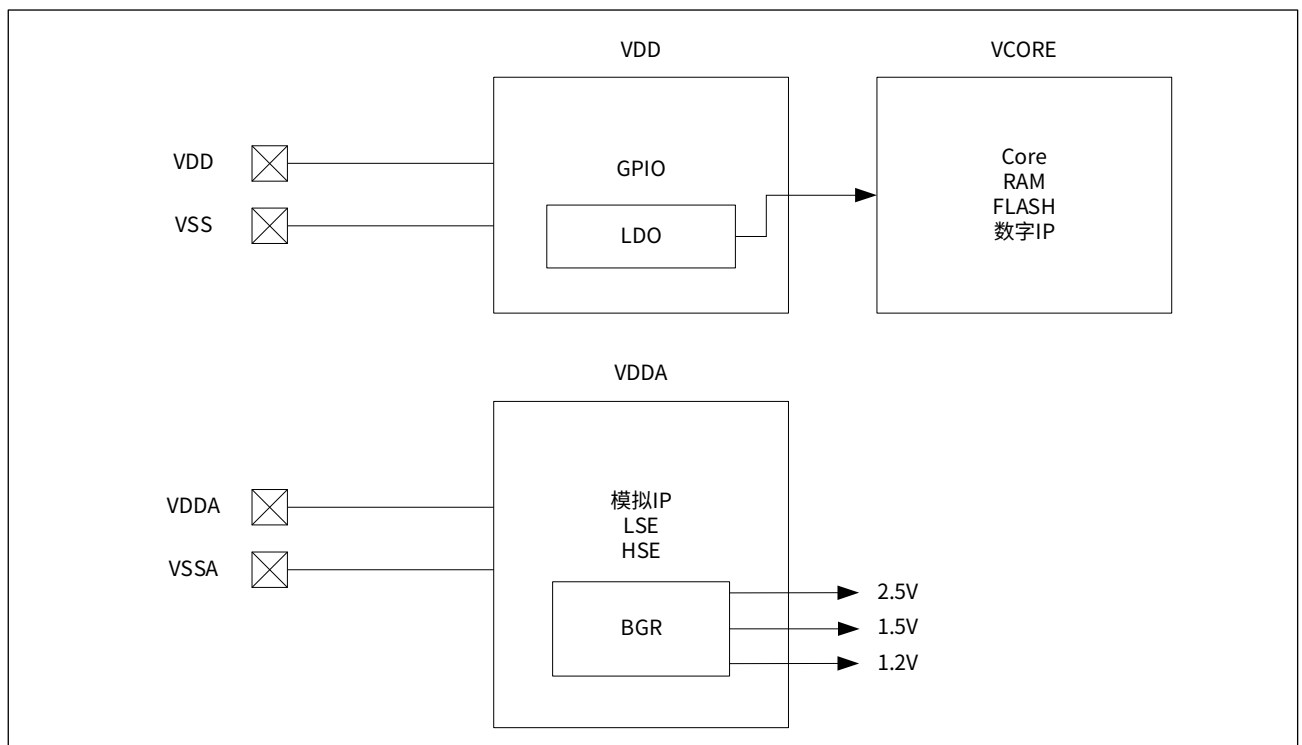 VDD
VCORE
VDD
GPIO
VSS
LDO
Core
RAM
FLASH
数字IP
VDDA
VDDA
VSSA
模拟IP
LSE
HSE
BGR
2.5V
1.5V
1.2V